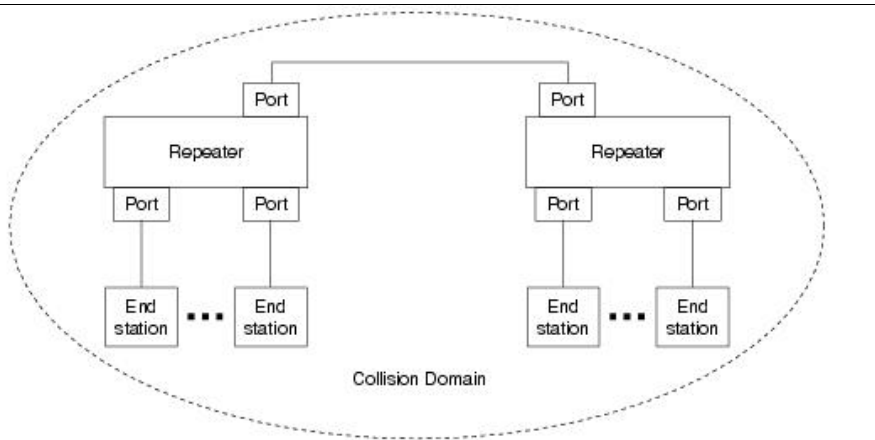 Port
Port
Repeater
Repeater
Port
Port
Port
Port
End
station
End
station
End
station
End
station
Collision Domain